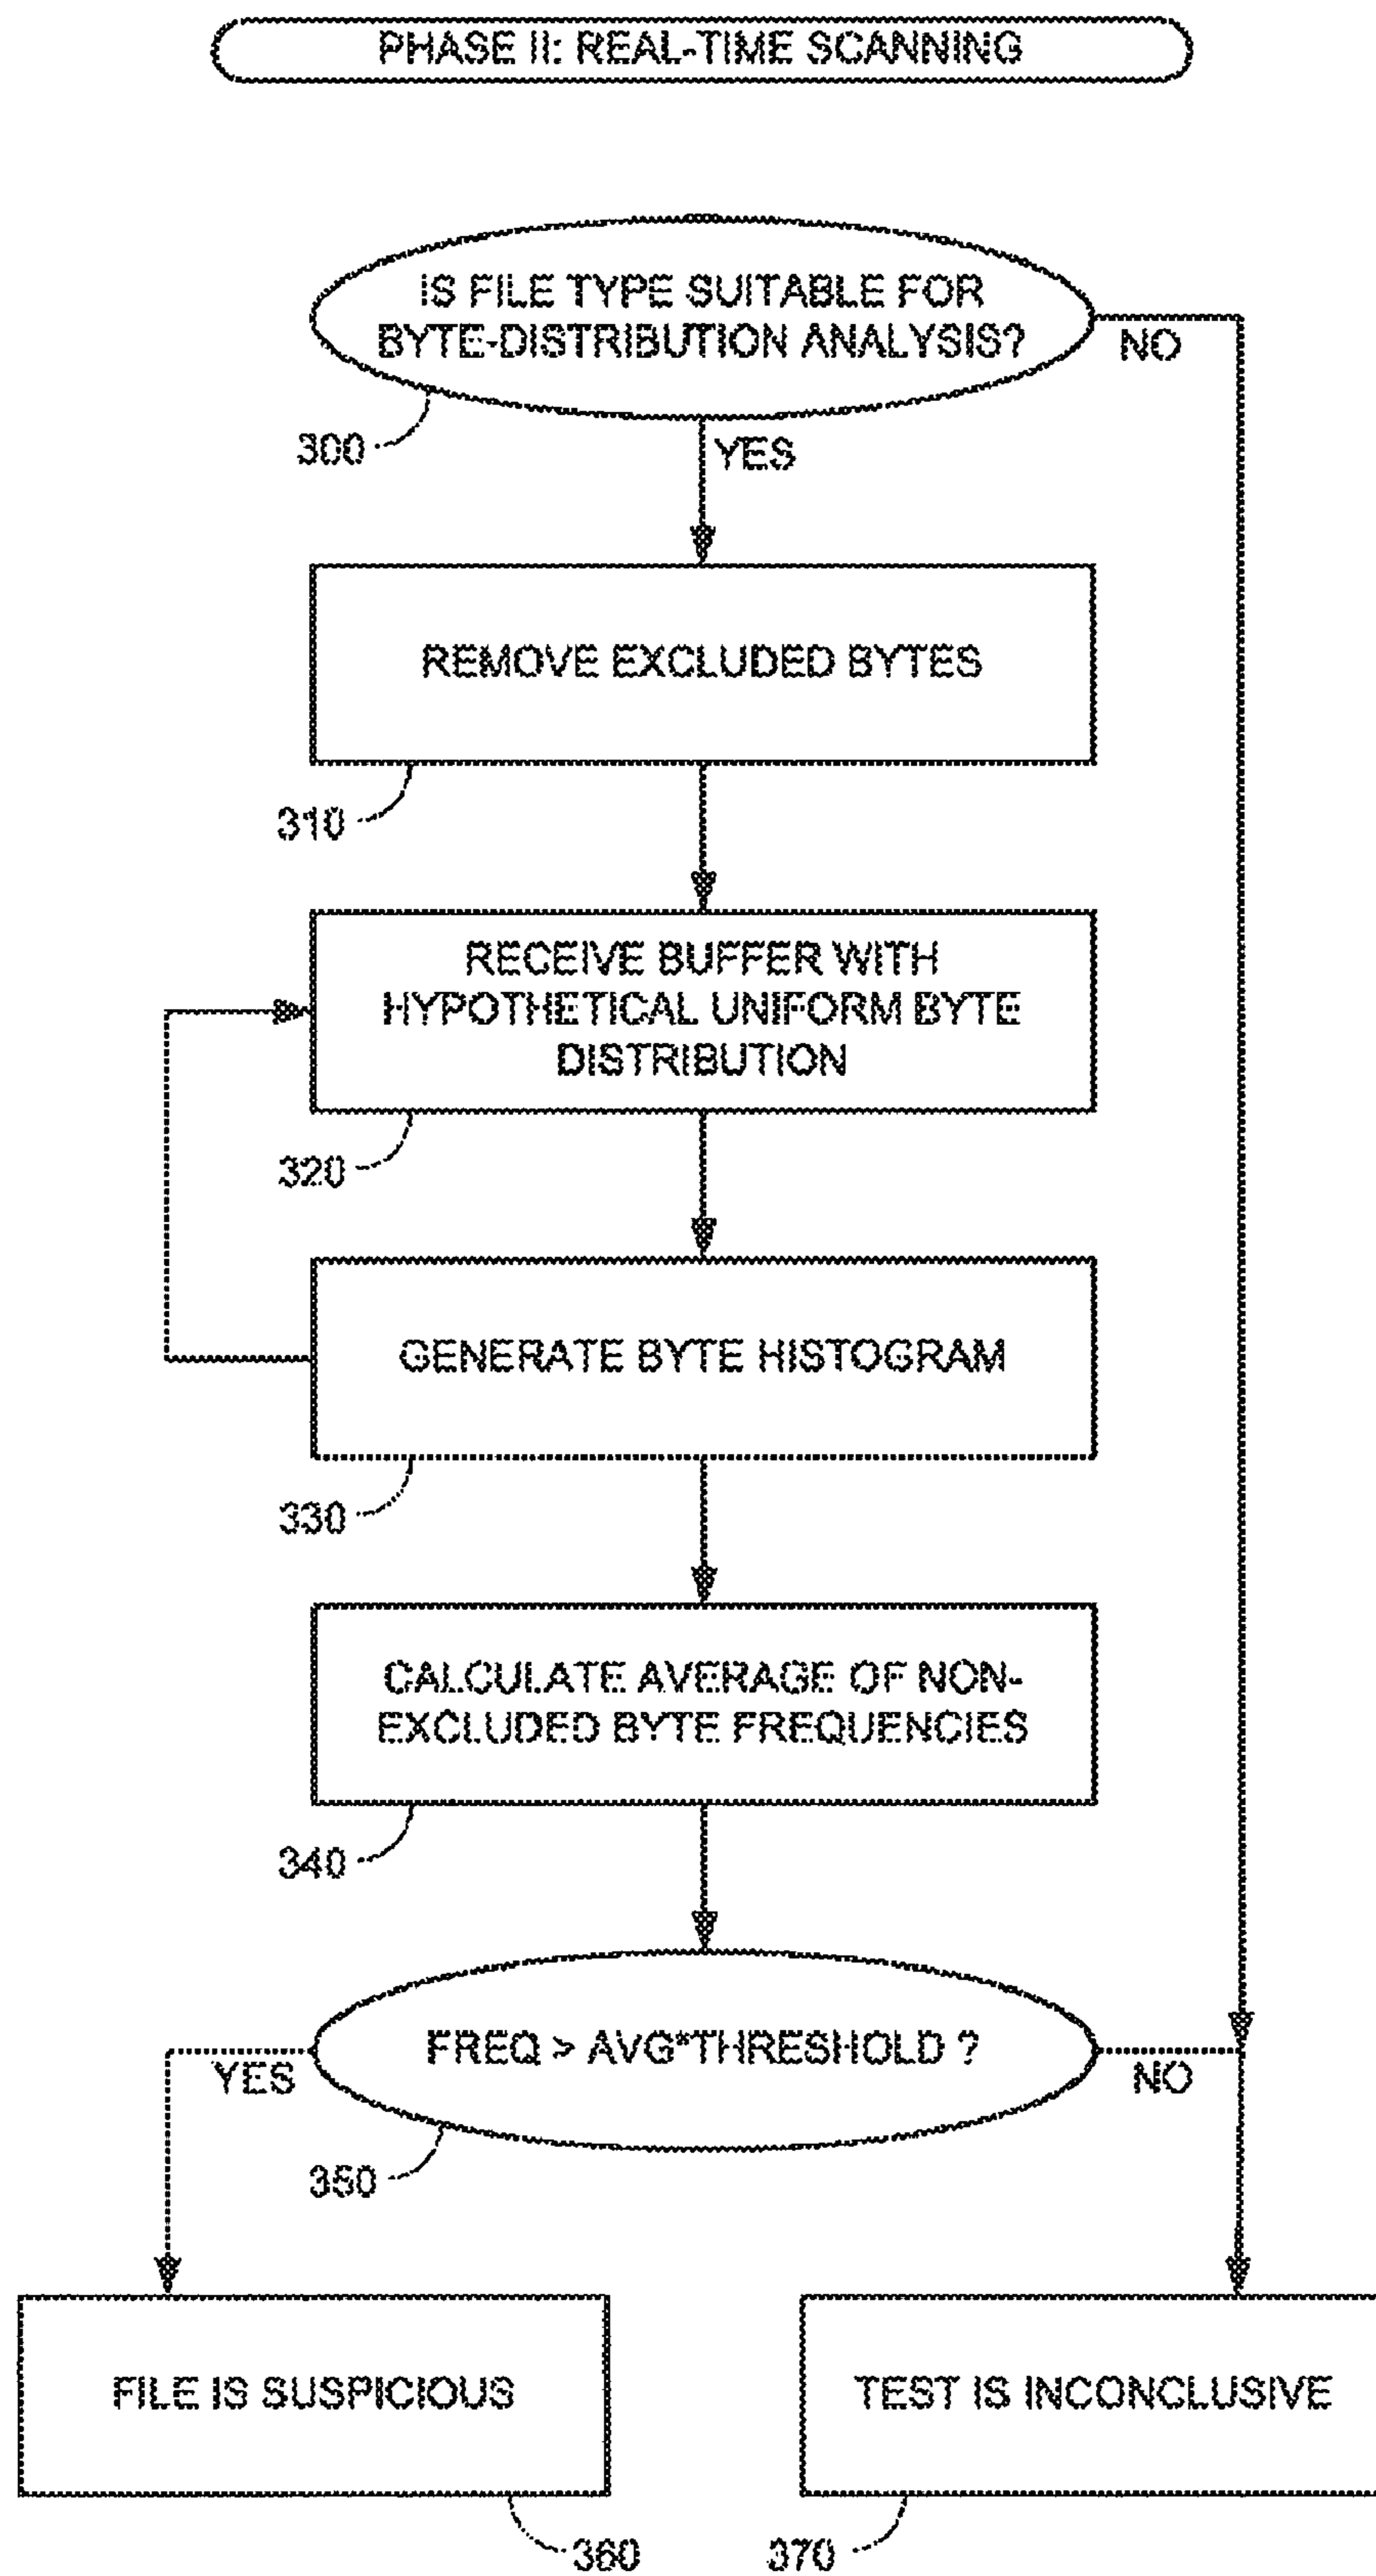 PHASE II: REAL-TIME SCANNING
IS FILE TYPE SUITABLE FOR
BYTE-DISTRIBUTION ANALYSIS?
NO
300
YES
REMOVE EXCLUDED BYTES
310
RECEIVE BUFFER WITH
HYPOTHETICAL UNIFORM BYTE
DISTRIBUTION
320
GENERATE BYTE HISTOGRAM
330
CALCULATE AVERAGE OF NON-
EXCLUDED BYTE FREQUENCIES
340
FREQ > AVG*THRESHOLD ?
YES
NO
350
FILE IS SUSPICIOUS
TEST IS INCONCLUSIVE
360
370